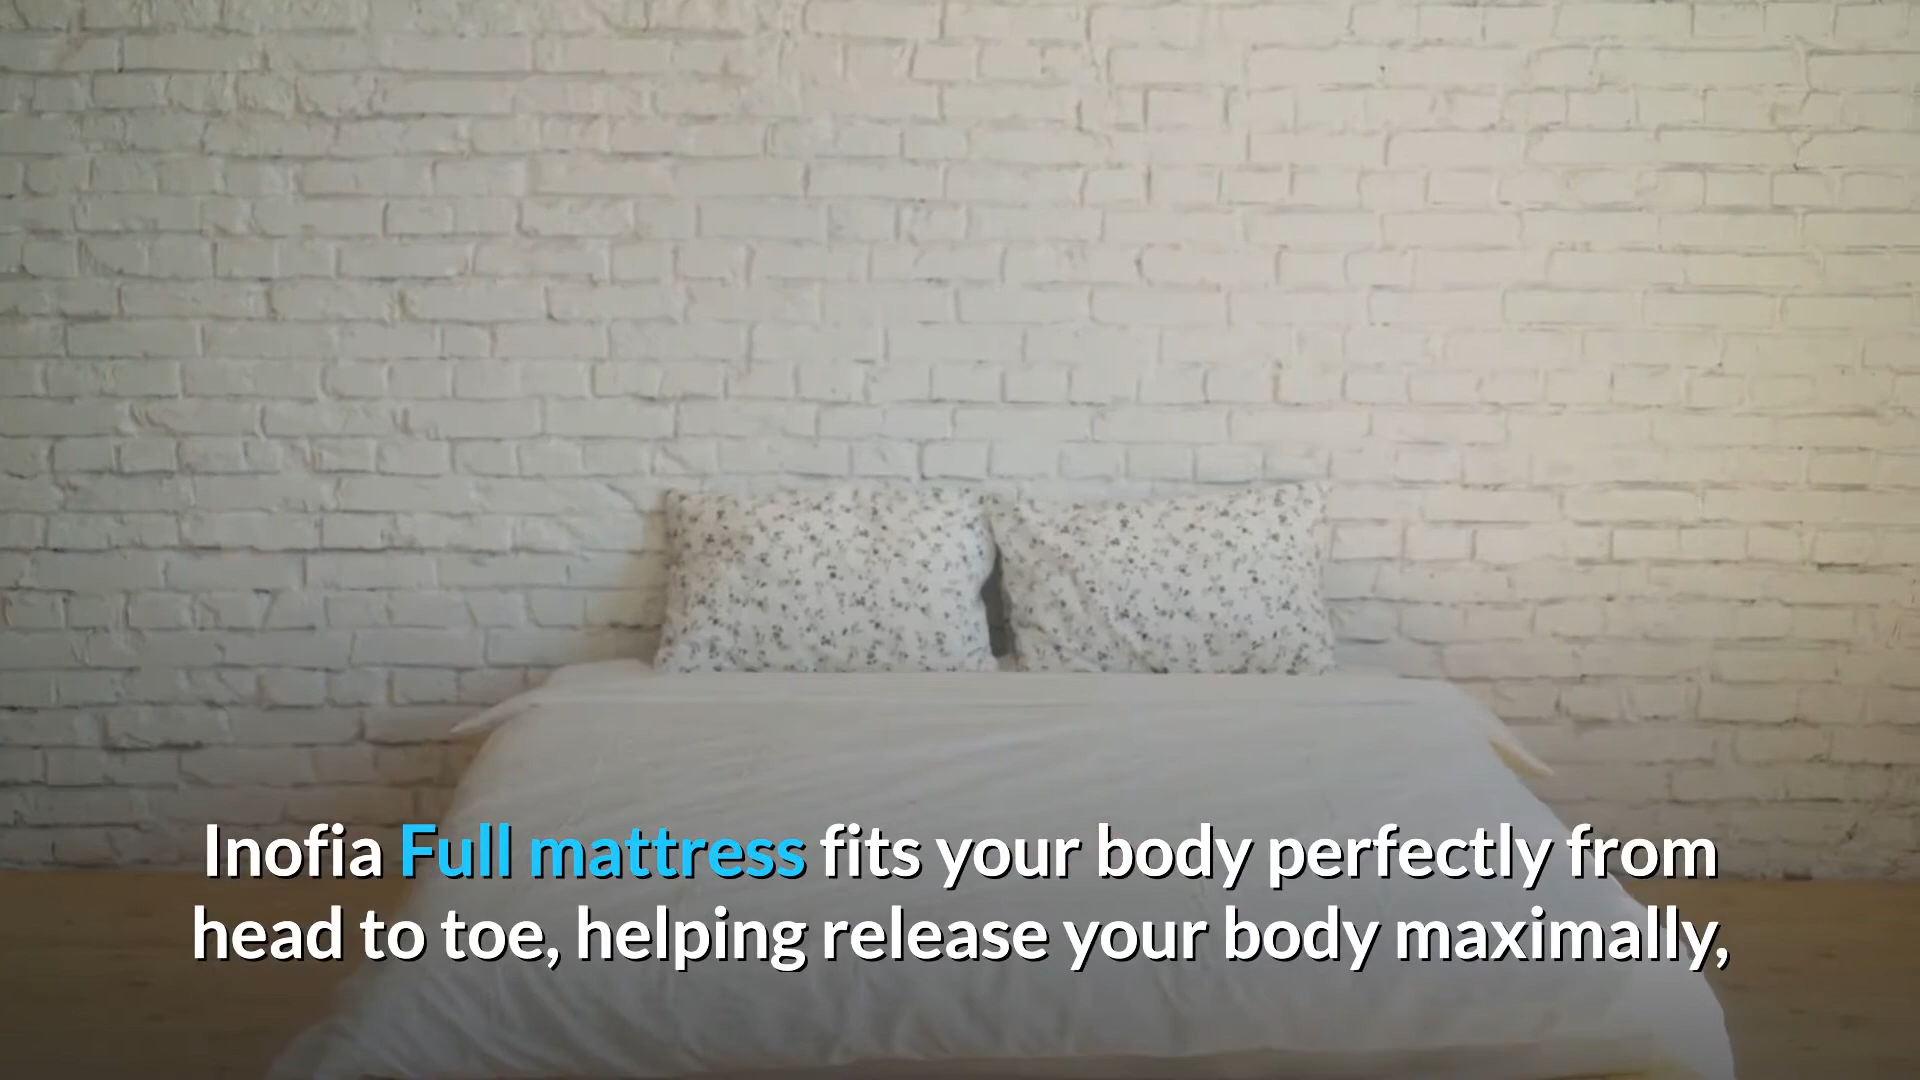 Inofia Full mattress fits your body perfectly from
head to toe, helping release your body maximally,